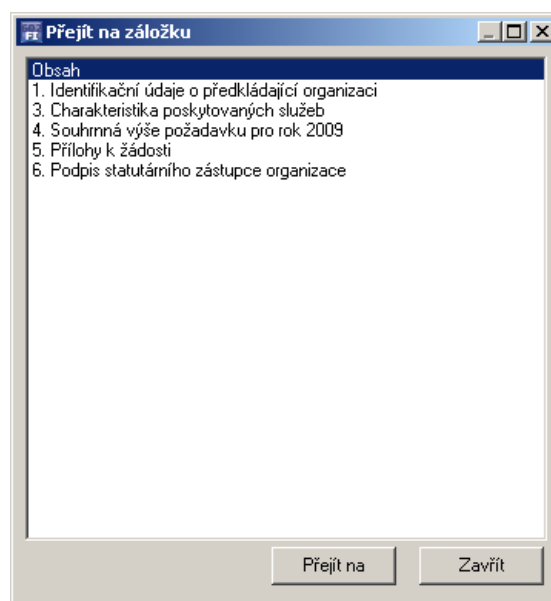 Přejít na záložku
Obsah
1. Identifikační údaje o předkládající organizaci
3. Charakteristika poskytovaných služeb
4. Souhrnná výše požadavku pro rok 2009
5. Přílohy k žádosti
6. Podpis statutárního zástupce organizace
Přejít na
Zavřít